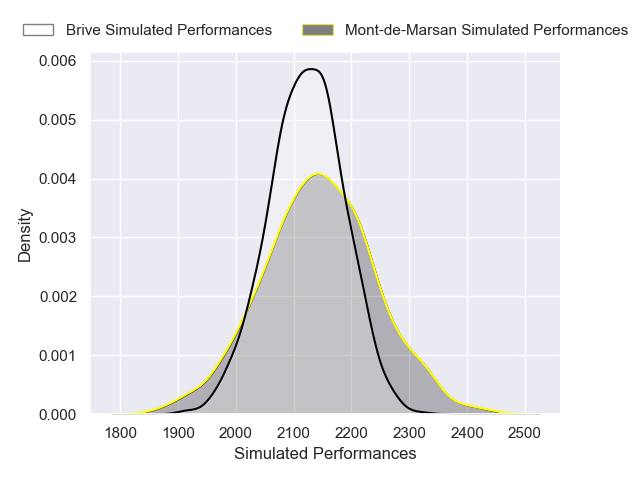 Brive Simulated Performances
Mont-de-Marsan Simulated Performances
0.006
0.005
0.004
0.003
0.002
0.001
0.000
Density
1800 1900 2000 2100 2200 2300 2400 2500
Simulated Performances